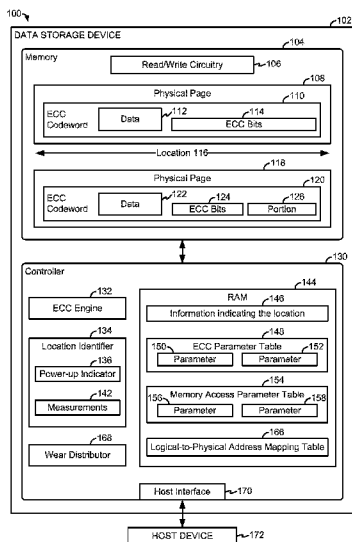 100
102
DATA STORAGE DEVICE
104
Memory
Read/Write Circuitry
106
108
Physical Page
110
ECC Codeword
Data
112
114
ECC Bits
Location 116
118
Physical Page
120
ECC Codeword
Data
122
124
ECC Bits
126
Portion
130
Controller
132
ECC Engine
134
Location Identifier
136
Power-up Indicator
142
Measurements
168
Wear Distributor
144
RAM
146
Information indicating the location
148
ECC Parameter Table
150
Parameter
152
Parameter
154
Memory Access Parameter Table
156
Parameter
158
Parameter
166
Logical-to-Physical Address Mapping Table
Host Interface
170
HOST DEVICE
172